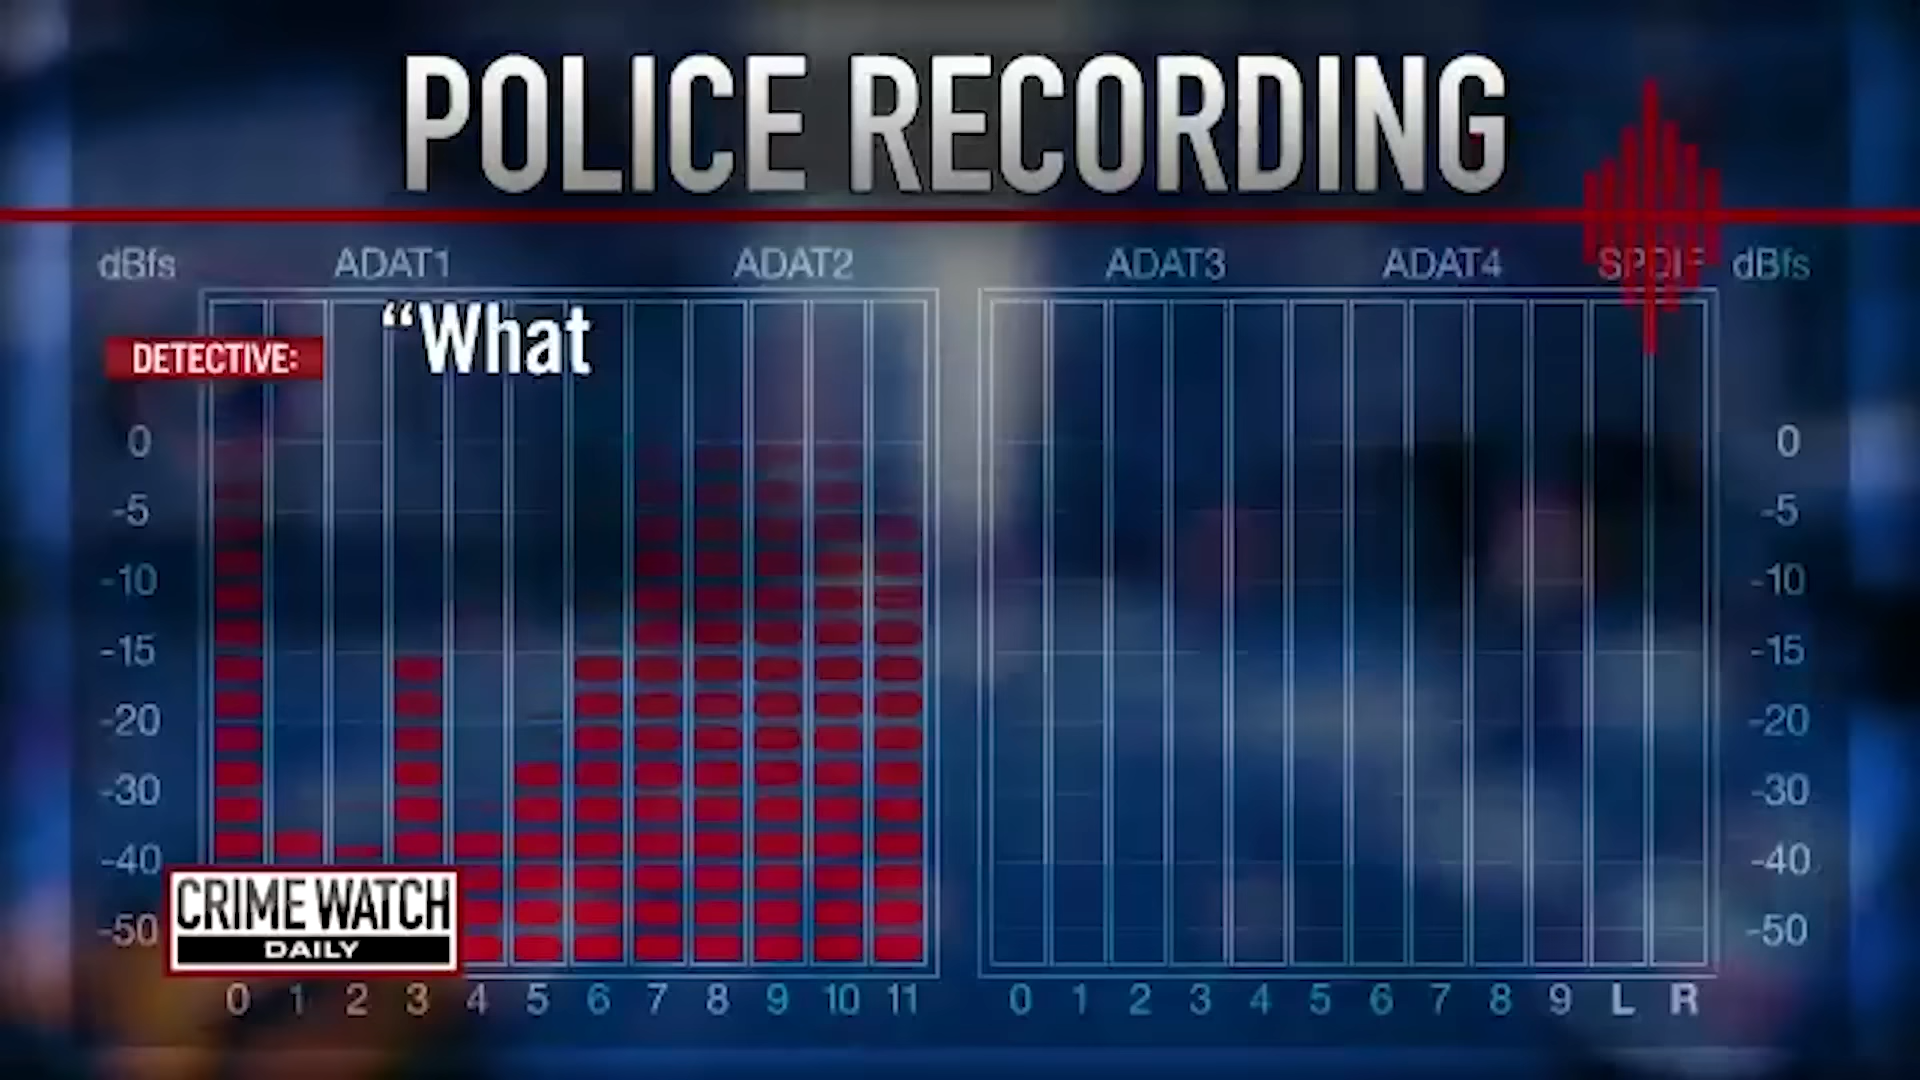 POLICE RECORDING
dBfs ADAT1 ADAT2 ADAT3 ADAT4 SPDIF dBfs
DETECTIVE: “What
0 0
-5 -5
-10 -10
-15 -15
-20 -20
-30 -30
-40 -40
-50 -50
CRIME WATCH
DAILY
0 1 2 3 4 5 6 7 8 9 10 11 0 1 2 3 4 5 6 7 8 9 L R